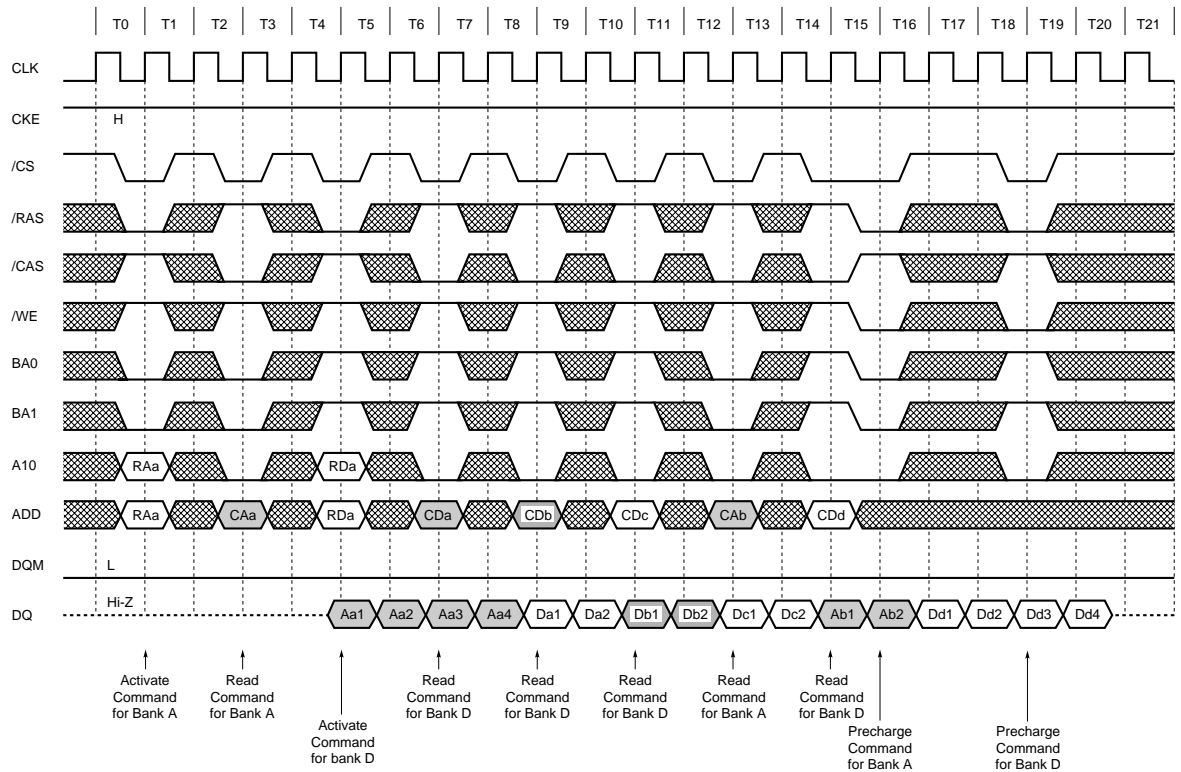 T0 T1 T2 T3 T4 T5 T6 T7 T8 T9 T10 T11 T12 T13 T14 T15 T16 T17 T18 T19 T20 T21
CLK
CKE H
/CS
/RAS
/CAS
/WE
BA0
BA1
A10 RAa RDa
ADD RAa CAa RDa CDa CDb CDc CAb CDd
DQM L
DQ Hi-Z Aa1 Aa2 Aa3 Aa4 Da1 Da2 Db1 Db2 Dc1 Dc2 Ab1 Ab2 Dd1 Dd2 Dd3 Dd4
Activate
Command
for Bank A
Read
Command
for Bank A
Activate
Command
for bank D
Read
Command
for Bank D
Read
Command
for Bank D
Read
Command
for Bank D
Read
Command
for Bank A
Read
Command
for Bank D
Precharge
Command
for Bank A
Precharge
Command
for Bank D